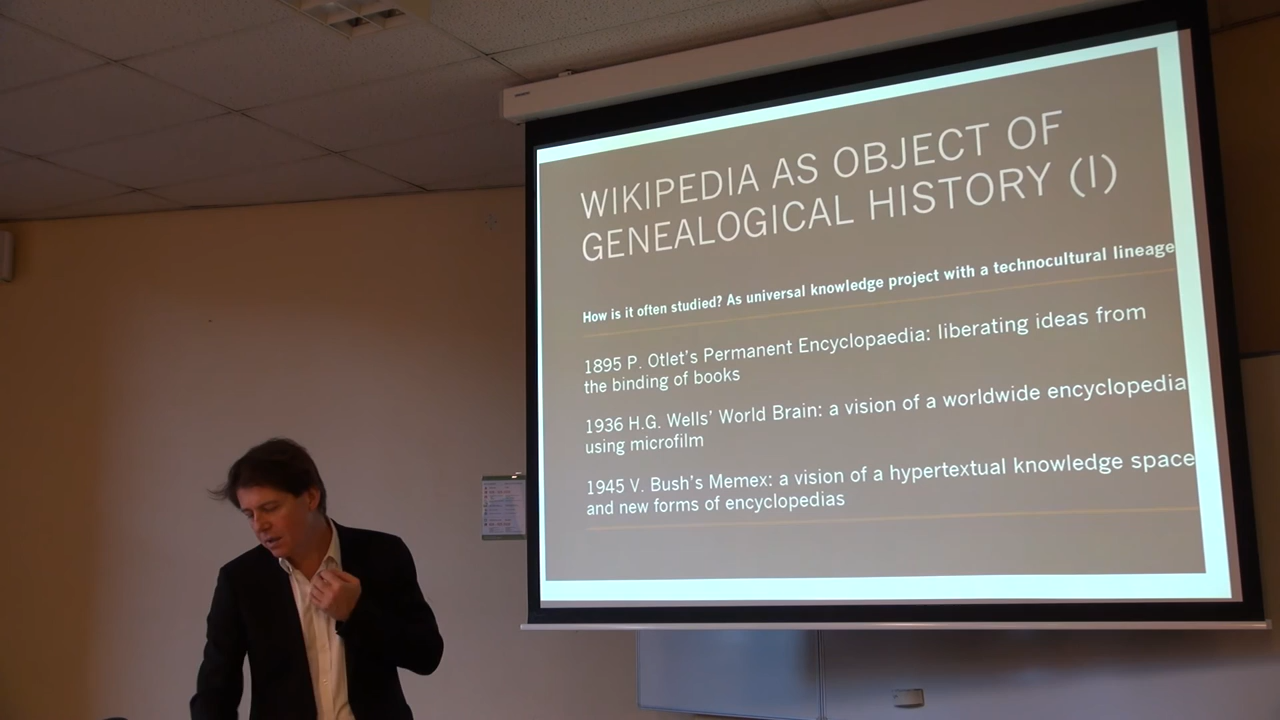 WIKIPEDIA AS OBJECT OF
GENEALOGICAL HISTORY (I)
How is it often studied? As universal knowledge project with a technocultural lineage
1895 P. Otlet's Permanent Encyclopaedia: liberating ideas from
the binding of books
1936 H.G. Wells' World Brain: a vision of a worldwide encyclopedia
using microfilm
1945 V. Bush's Memex: a vision of a hypertextual knowledge space
and new forms of encyclopedias